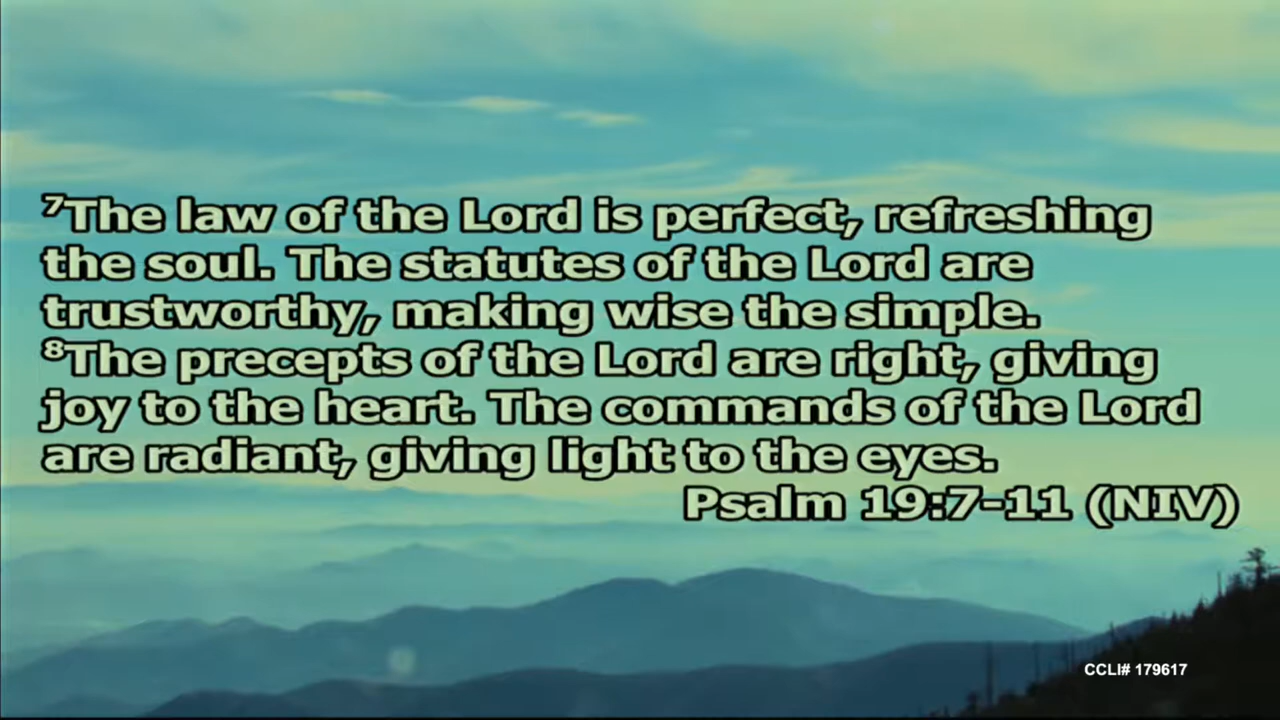 ⁷The law of the Lord is perfect, refreshing
the soul. The statutes of the Lord are
trustworthy, making wise the simple.
⁸The precepts of the Lord are right, giving
joy to the heart. The commands of the Lord
are radiant, giving light to the eyes.
Psalm 19:7-11 (NIV)
CCLI# 179617